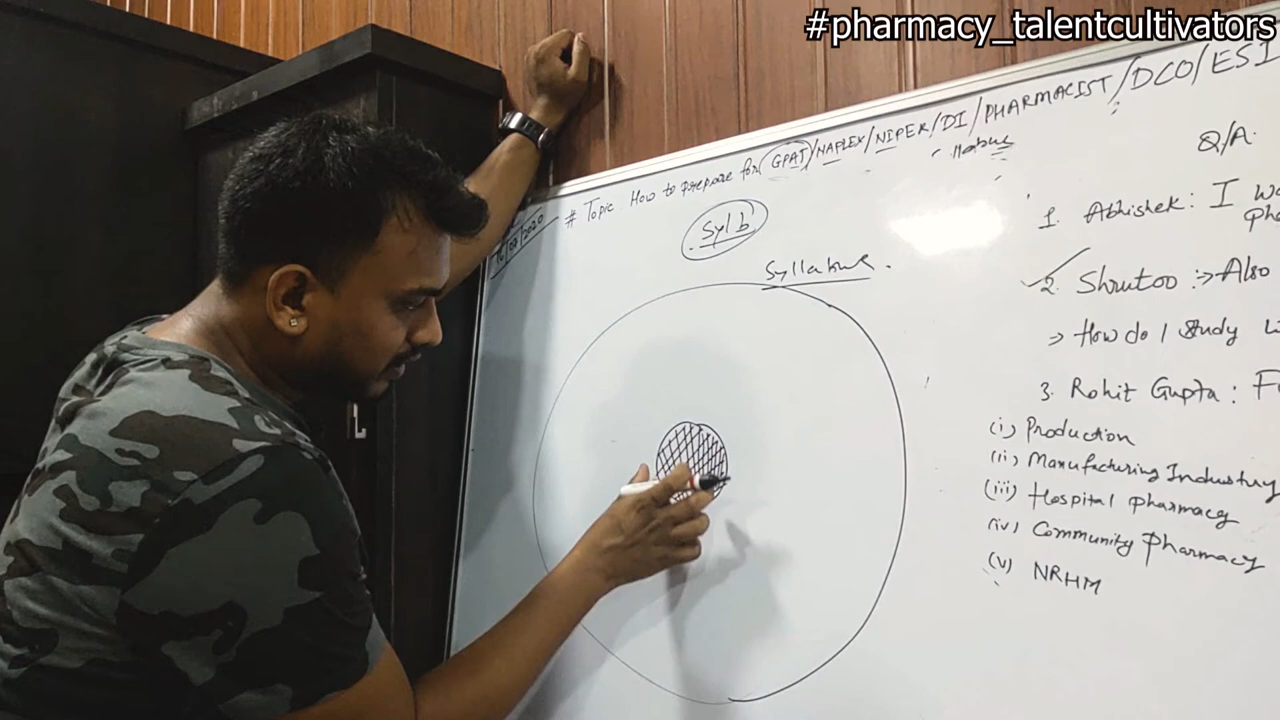 #pharmacy_talentcultivators
# Topic How to prepare for GPAT/NAPLEX/NIPER/DI/PHARMACIST/DCO/ESI
Syl b
Syllabus.
Q/A.
1. Abhishek: I
2. Shrutoo :→ Also
→ How do I Study
3. Rohit Gupta :
(i) Production
(ii) Manufacturing Industry
(iii) Hospital pharmacy
(iv) Community Pharmacy
(v) NRHM